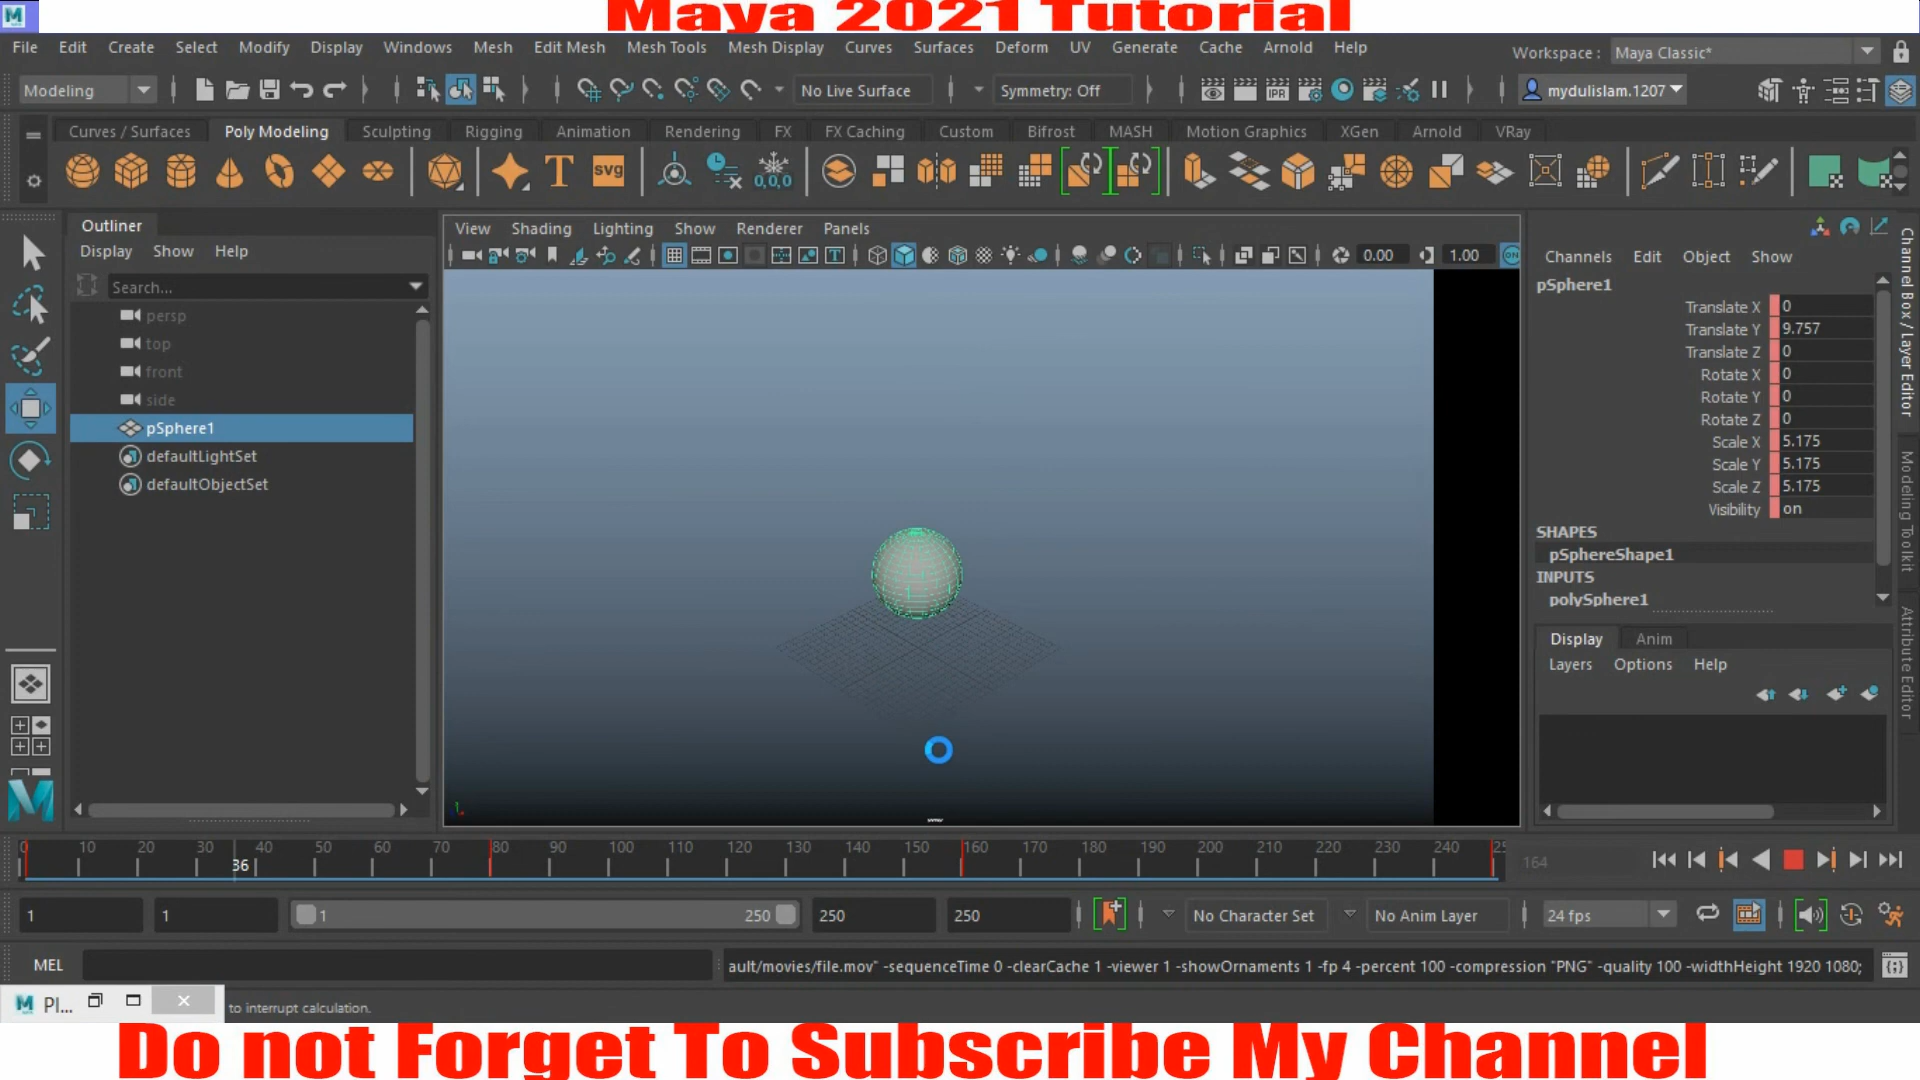 Maya 2021 Tutorial
File Edit Create Select Modify Display Windows Mesh Edit Mesh Mesh Tools Mesh Display Curves Surfaces Deform UV Generate Cache Arnold Help
Workspace : Maya Classic*
Modeling No Live Surface Symmetry: Off IPR mydulislam.1207
Curves / Surfaces Poly Modeling Sculpting Rigging Animation Rendering FX FX Caching Custom Bifrost MASH Motion Graphics XGen Arnold VRay
T SVG 0,0,0
Outliner
Display Show Help
Search...
persp
top
front
side
pSphere1
defaultLightSet
defaultObjectSet
View Shading Lighting Show Renderer Panels
0.00 1.00 ON
Channels Edit Object Show
pSphere1
Translate X 0
Translate Y 9.757
Translate Z 0
Rotate X 0
Rotate Y 0
Rotate Z 0
Scale X 5.175
Scale Y 5.175
Scale Z 5.175
Visibility on
SHAPES
pSphereShape1
INPUTS
polySphere1
Display Anim
Layers Options Help
Channel Box / Layer Editor
Modeling Toolkit
Attribute Editor
0 10 20 30 40 50 60 70 80 90 100 110 120 130 140 150 160 170 180 190 200 210 220 230 240 25
36
164
1 1 1 250 250 250 No Character Set No Anim Layer 24 fps
MEL ault/movies/file.mov" -sequenceTime 0 -clearCache 1 -viewer 1 -showOrnaments 1 -fp 4 -percent 100 -compression "PNG" -quality 100 -widthHeight 1920 1080;
Pl... to interrupt calculation.
Do not Forget To Subscribe My Channel